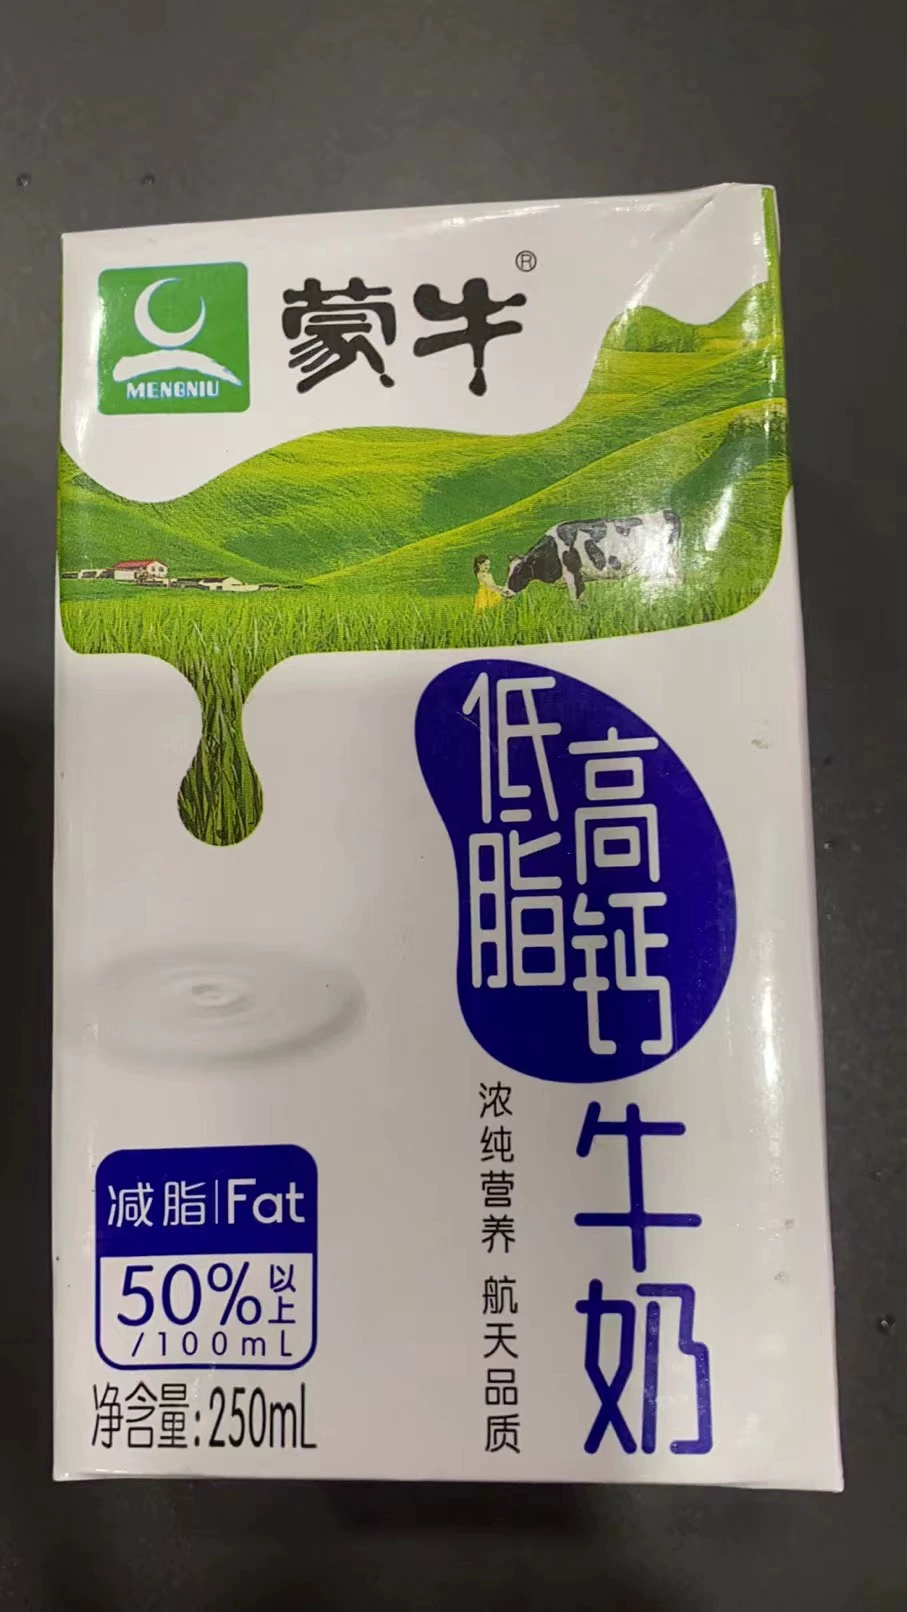 MENGNIU
蒙牛®
低脂
高钙
牛奶
浓纯营养 航天品质
减脂|Fat
50%以上
/100mL
净含量:250mL